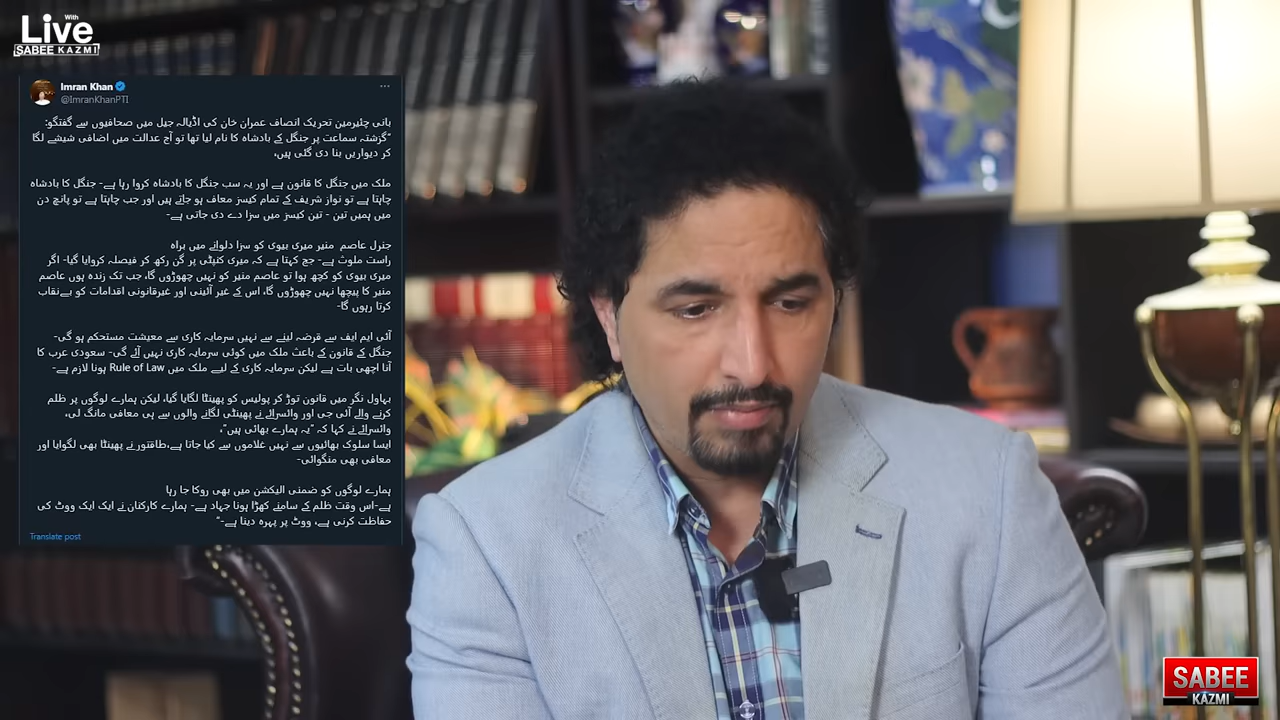 With
Live
SABEE KAZMI
Imran Khan
@ImranKhanPTI
بانی چئیرمین تحریک انصاف عمران خان کی اڈیالہ جیل میں صحافیوں سے گفتگو:
"گزشتہ سماعت پر جنگل کے بادشاہ کا نام لیا تھا تو آج عدالت میں اضافی شیشے لگا
کر دیواریں بنا دی گئی ہیں،
ملک میں جنگل کا قانون ہے اور یہ سب جنگل کا بادشاہ کروا رہا ہے- جنگل کا بادشاہ
چاہتا ہے تو نواز شریف کے تمام کیسز معاف ہو جاتے ہیں اور جب چاہتا ہے تو پانچ دن
میں ہمیں تین - تین کیسز میں سزا دے دی جاتی ہے-
جنرل عاصم منیر میری بیوی کو سزا دلوانے میں براہ
راست ملوث ہے- جج کہتا ہے کہ میری کنپٹی پر گن رکھ کر فیصلہ کروایا گیا- اگر
میری بیوی کو کچھ ہوا تو عاصم منیر کو نہیں چھوڑوں گا، جب تک زندہ ہوں عاصم
منیر کا پیچھا نہیں چھوڑوں گا، اس کے غیر آئینی اور غیرقانونی اقدامات کو بےنقاب
کرتا رہوں گا-
آئی ایم ایف سے قرضہ لینے سے نہیں سرمایہ کاری سے معیشت مستحکم ہو گی-
جنگل کے قانون کے باعث ملک میں کوئی سرمایہ کاری نہیں آئے گی- سعودی عرب کا
آنا اچھی بات ہے لیکن سرمایہ کاری کے لیے ملک میں Rule of Law ہونا لازم ہے-
بہاول نگر میں قانون توڑ کر پولیس کو پھینٹا لگایا گیا، لیکن ہمارے لوگوں پر ظلم
کرنے والے آئی جی اور وائسرائے نے پھینٹی لگانے والوں سے ہی معافی مانگ لی،
وائسرائے نے کہا کہ "یہ ہمارے بھائی ہیں"،
ایسا سلوک بھائیوں سے نہیں غلاموں سے کیا جاتا ہے،طاقتور نے پھینٹا بھی لگوایا اور
معافی بھی منگوائی-
ہمارے لوگوں کو ضمنی الیکشن میں بھی روکا جا رہا
ہے-اس وقت ظلم کے سامنے کھڑا ہونا جہاد ہے- ہمارے کارکنان نے ایک ایک ووٹ کی
حفاظت کرنی ہے، ووٹ پر پہرہ دینا ہے-"
Translate post
SABEE
KAZMI